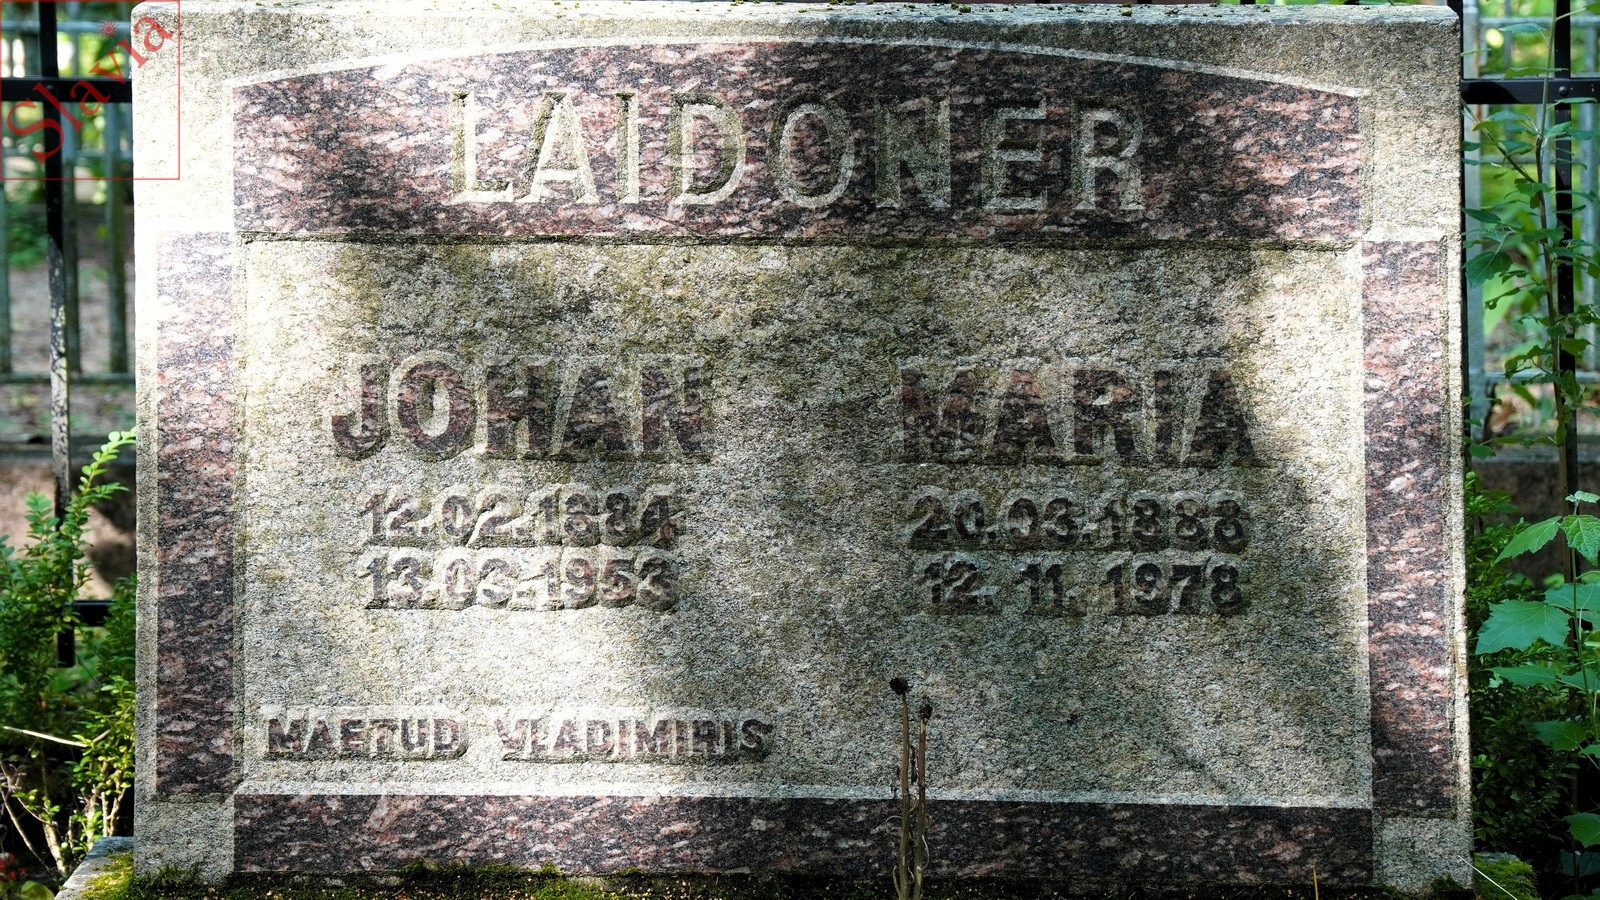 Slavia
LAIDONER
JOHAN MARIA
12.02.1884 20.03.1888
13.03.1953 12. 11. 1978
MAETUD VLADIMIRIS